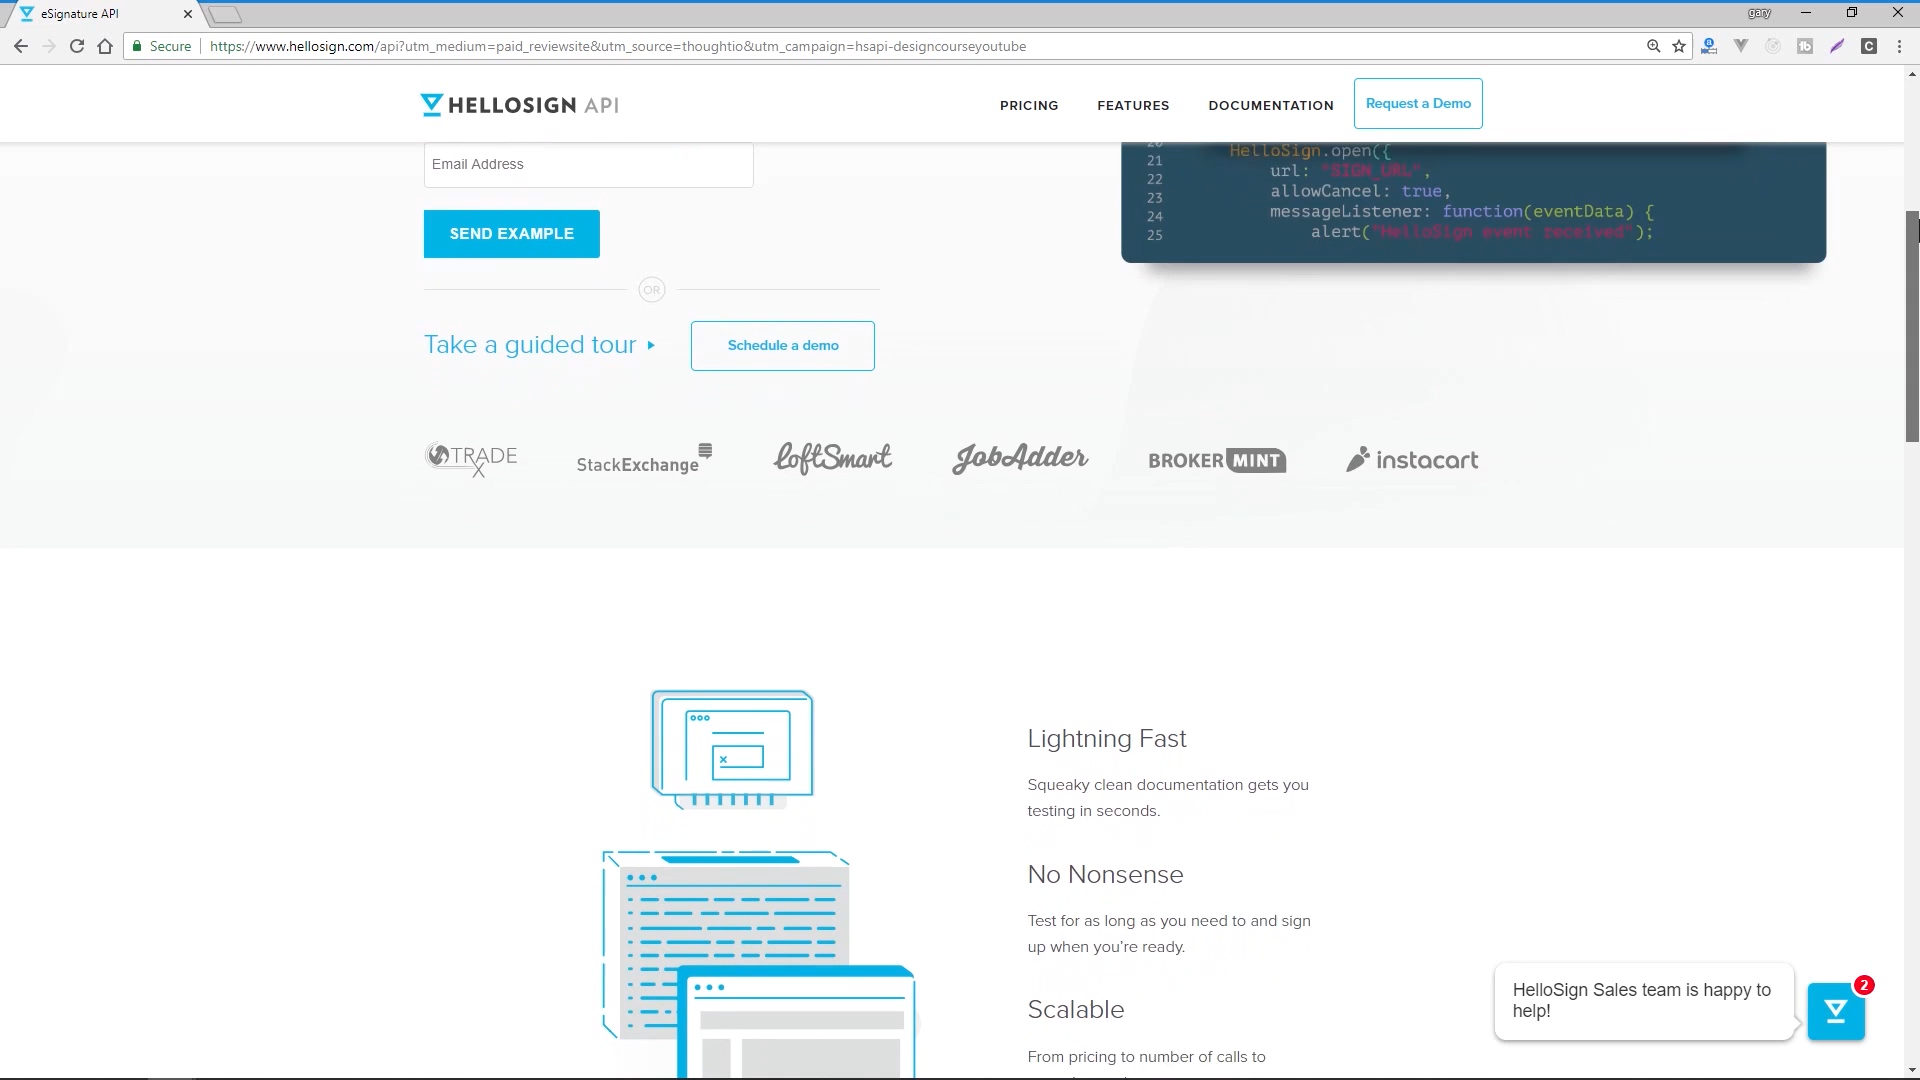 eSignature API
gary
Secure
https://www.hellosign.com/api?utm_medium=paid_reviewsite&utm_source=thoughtio&utm_campaign=hsapi-designcourseyoutube
HELLOSIGN API
PRICING
FEATURES
DOCUMENTATION
Request a Demo
Email Address
SEND EXAMPLE
OR
Take a guided tour
Schedule a demo
20
21 HelloSign.open({
22 url: "SIGN_URL",
23 allowCancel: true,
24 messageListener: function(eventData) {
25 alert("HelloSign event received");
TRADE X
StackExchange
LoftSmart
JobAdder
BROKER MINT
instacart
Lightning Fast
Squeaky clean documentation gets you
testing in seconds.
No Nonsense
Test for as long as you need to and sign
up when you’re ready.
Scalable
From pricing to number of calls to
HelloSign Sales team is happy to
help!
2